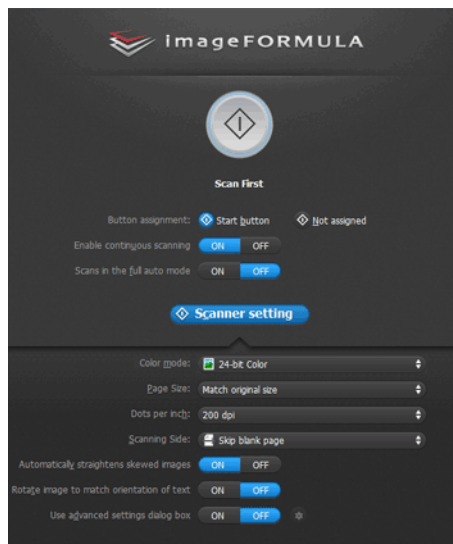 imageFORMULA
Scan First
Button assignment: Start button Not assigned
Enable continuous scanning ON OFF
Scans in the full auto mode ON OFF
Scanner setting
Color mode: 24-bit Color
Page Size: Match original size
Dots per inch: 200 dpi
Scanning Side: Skip blank page
Automatically straightens skewed images ON OFF
Rotate image to match orientation of text ON OFF
Use advanced settings dialog box ON OFF